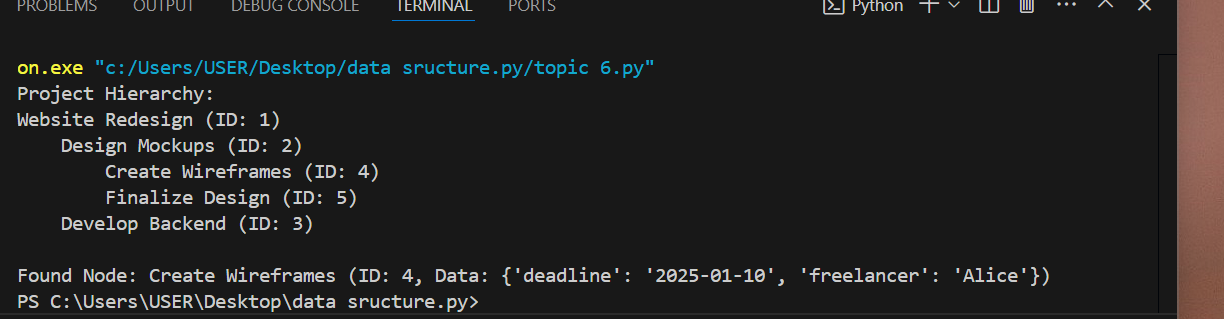 PROBLEMS OUTPUT DEBUG CONSOLE TERMINAL PORTS Python
on.exe "c:/Users/USER/Desktop/data sructure.py/topic 6.py"
Project Hierarchy:
Website Redesign (ID: 1)
    Design Mockups (ID: 2)
        Create Wireframes (ID: 4)
        Finalize Design (ID: 5)
    Develop Backend (ID: 3)
Found Node: Create Wireframes (ID: 4, Data: {'deadline': '2025-01-10', 'freelancer': 'Alice'})
PS C:\Users\USER\Desktop\data sructure.py>